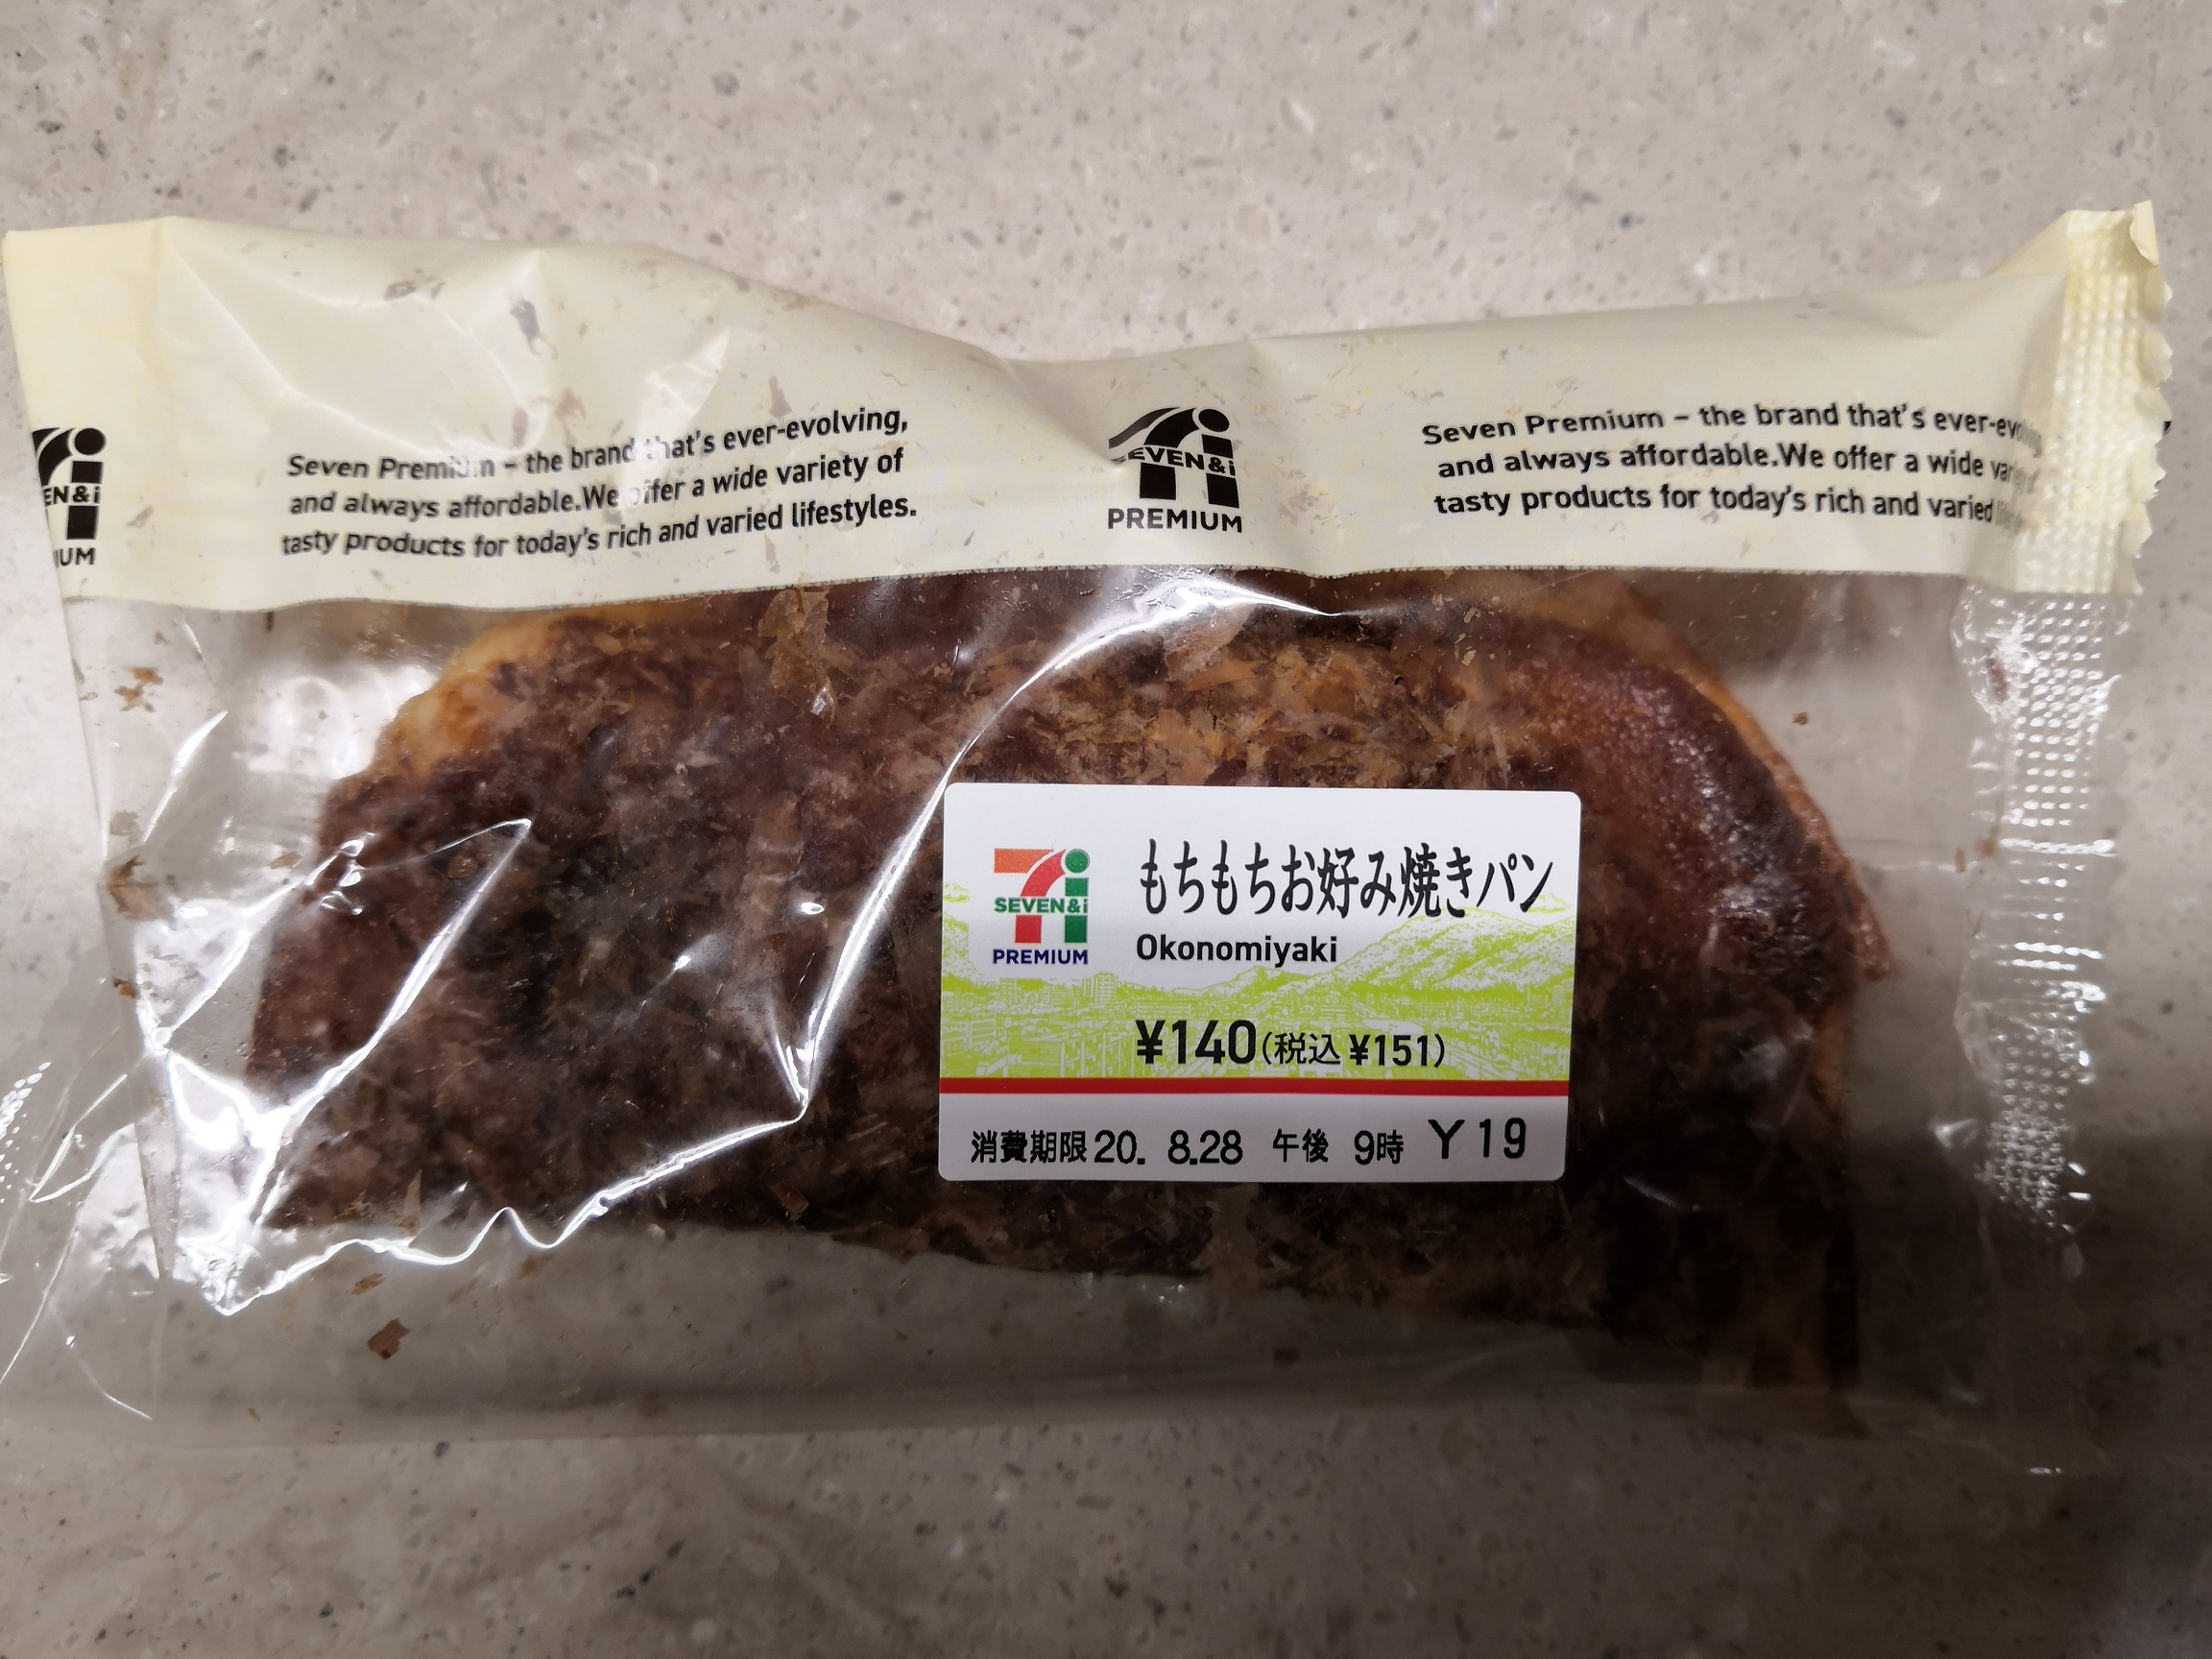 Seven Premium – the brand that's ever-evolving,
and always affordable.We offer a wide variety of
tasty products for today's rich and varied lifestyles.
SEVEN&i
PREMIUM
Seven Premium – the brand that's
and always affordable.We offer a wide
tasty products for today's rich and varied
SEVEN&i
PREMIUM
もちもちお好み焼きパン
Okonomiyaki
¥140(税込 ¥151)
消費期限 20. 8.28 午後 9時 Y19